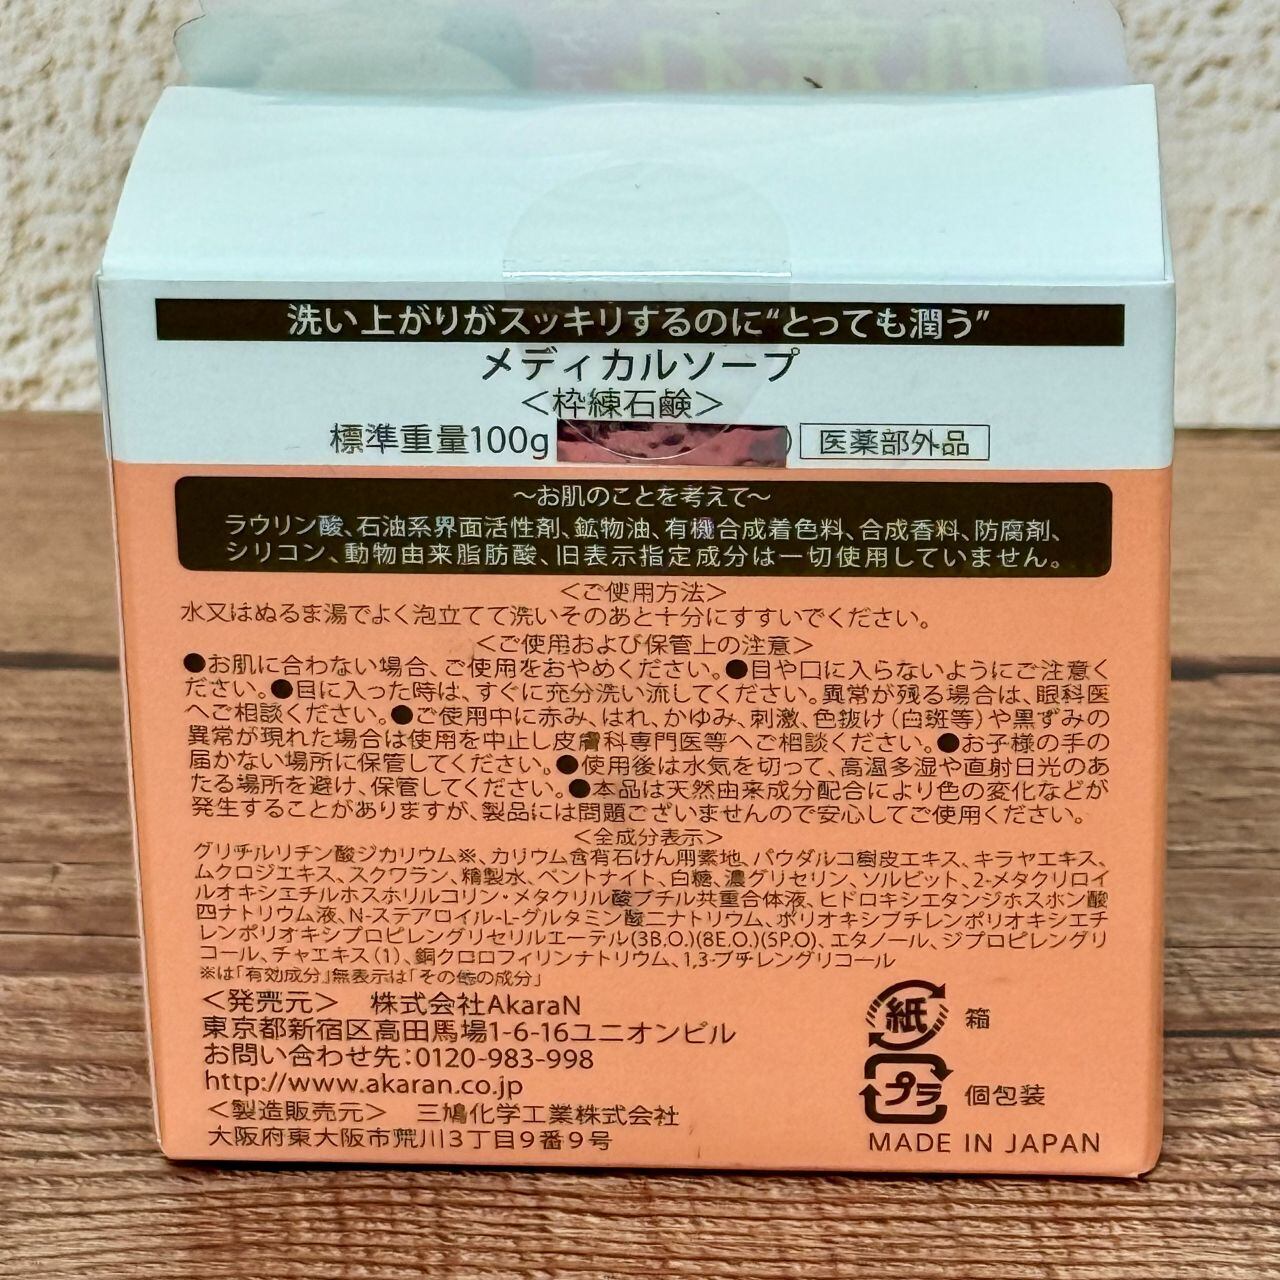 洗い上がりがスッキリするのに“とっても潤う”
メディカルソープ
＜枠練石鹸＞
標準重量100g
医薬部外品
～お肌のことを考えて～
ラウリン酸、石油系界面活性剤、鉱物油、有機合成着色料、合成香料、防腐剤、
シリコン、動物由来脂肪酸、旧表示指定成分は一切使用していません。
＜ご使用方法＞
水又はぬるま湯でよく泡立てて洗いそのあと十分にすすいでください。
＜ご使用および保管上の注意＞
●お肌に合わない場合、ご使用をおやめください。●目や口に入らないようにご注意く
ださい。●目に入った時は、すぐに充分洗い流してください。異常が残る場合は、眼科医
へご相談ください。●ご使用中に赤み、はれ、かゆみ、刺激、色抜け（白斑等）や黒ずみの
異常が現れた場合は使用を中止し皮膚科専門医等へご相談ください。●お子様の手の
届かない場所に保管してください。●使用後は水気を切って、高温多湿や直射日光のあ
たる場所を避け、保管してください。●本品は天然由来成分配合により色の変化などが
発生することがありますが、製品には問題ございませんので安心してご使用ください。
＜全成分表示＞
グリチルリチン酸ジカリウム※、カリウム含有石けん用素地、パウダルコ樹皮エキス、キラヤエキス、
ムクロジエキス、スクワラン、精製水、ベントナイト、白糖、濃グリセリン、ソルビット、2-メタクリロイ
ルオキシエチルホスホリルコリン・メタクリル酸ブチル共重合体液、ヒドロキシエタンジホスホン酸
四ナトリウム液、N-ステアロイル-L-グルタミン酸二ナトリウム、ポリオキシブチレンポリオキシエチ
レンポリオキシプロピレングリセリルエーテル(3B.O.)(8E.O.)(5P.O)、エタノール、ジプロピレングリ
コール、チャエキス（1）、銅クロロフィリンナトリウム、1,3-ブチレングリコール
※は「有効成分」無表示は「その他の成分」
＜発売元＞　株式会社AkaraN
東京都新宿区高田馬場1-6-16ユニオンビル
お問い合わせ先：0120-983-998
http://www.akaran.co.jp
＜製造販売元＞　三鳩化学工業株式会社
大阪府東大阪市荒川3丁目9番9号
紙 箱
プラ 個包装
MADE IN JAPAN